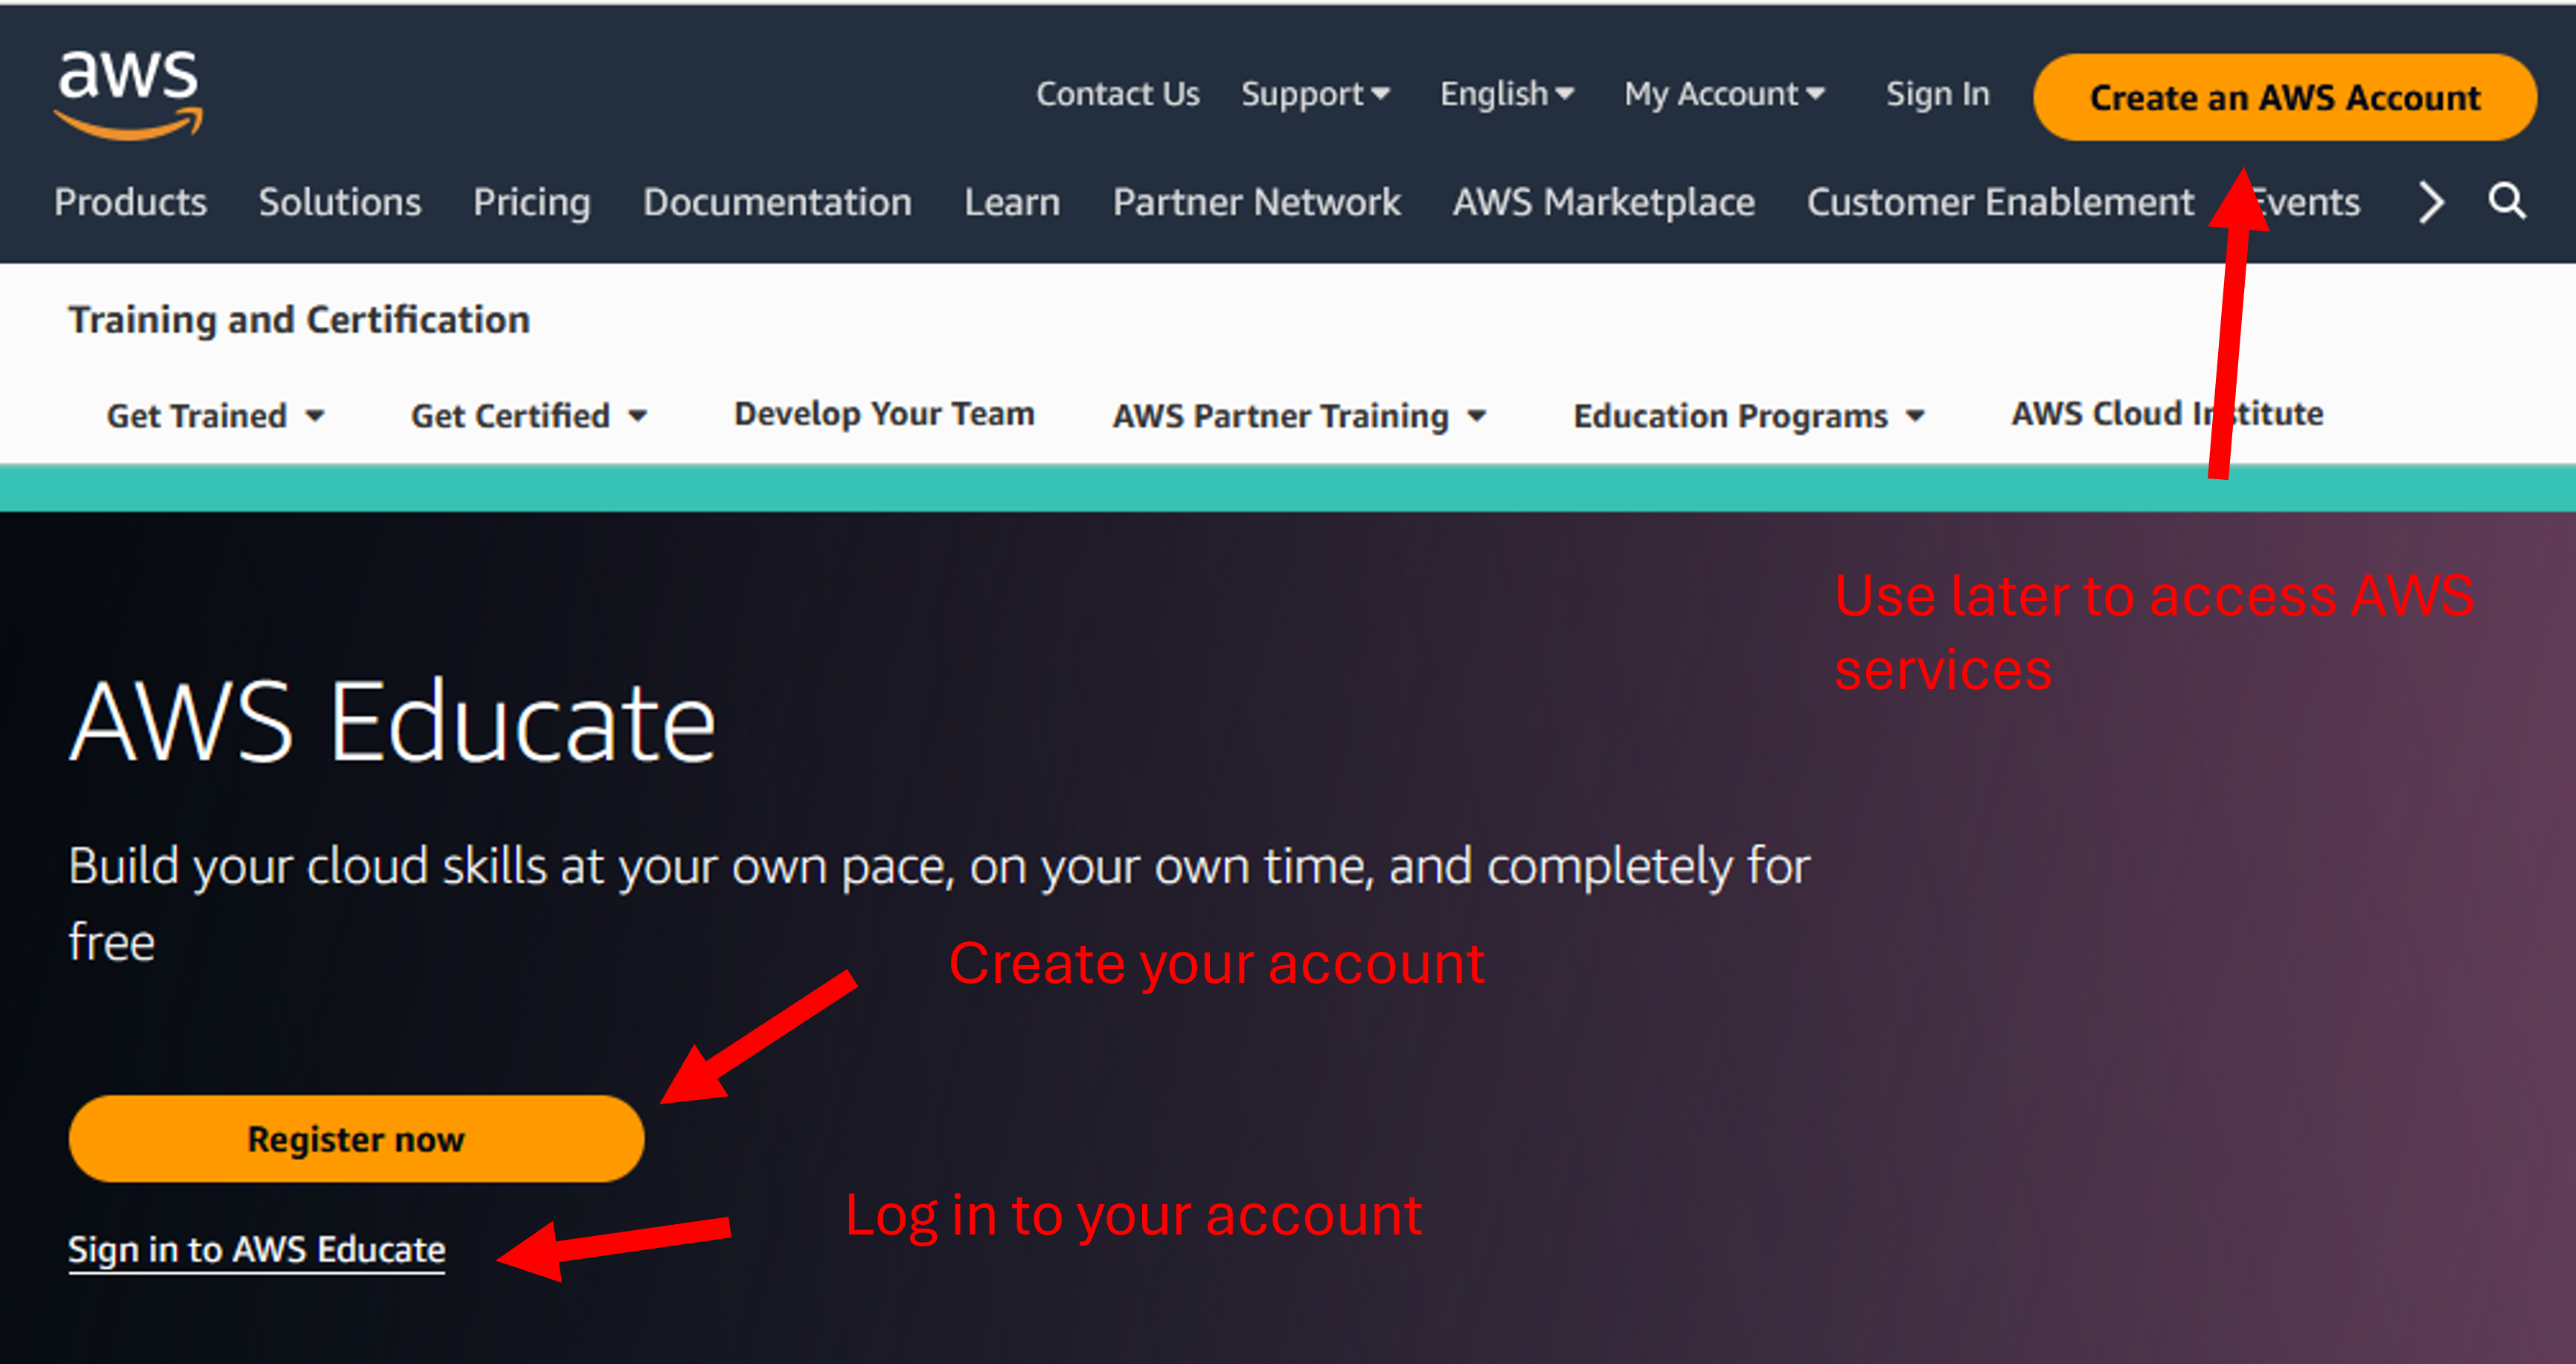 aws
Contact Us Support English My Account Sign In Create an AWS Account
Products Solutions Pricing Documentation Learn Partner Network AWS Marketplace Customer Enablement Events
Training and Certification
Get Trained Get Certified Develop Your Team AWS Partner Training Education Programs AWS Cloud Institute
Use later to access AWS
services
AWS Educate
Build your cloud skills at your own pace, on your own time, and completely for
free
Create your account
Register now
Log in to your account
Sign in to AWS Educate